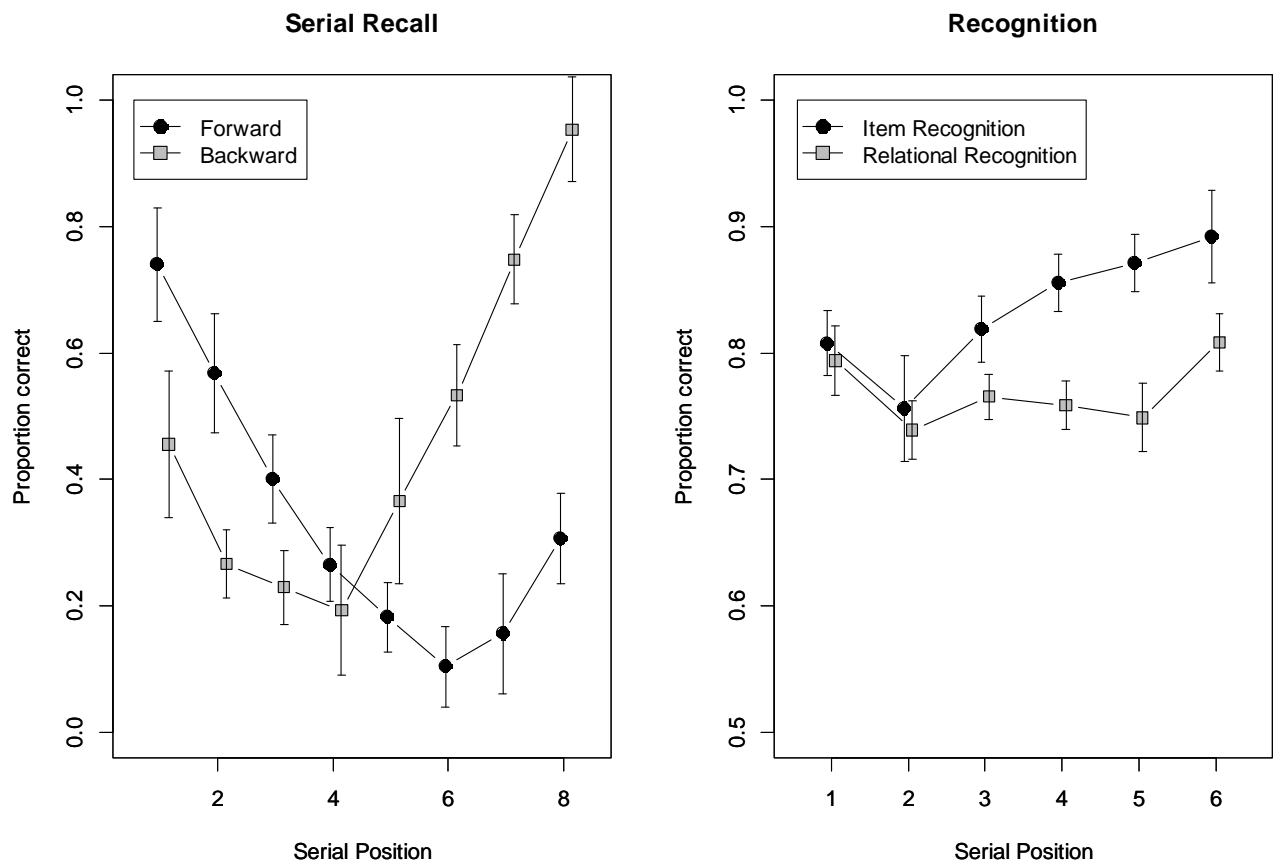 Serial Recall
Forward
Backward
Proportion correct
1.0
0.8
0.6
0.4
0.2
0.0
2 4 6 8
Serial Position
Recognition
Item Recognition
Relational Recognition
Proportion correct
1.0
0.9
0.8
0.7
0.6
0.5
1 2 3 4 5 6
Serial Position